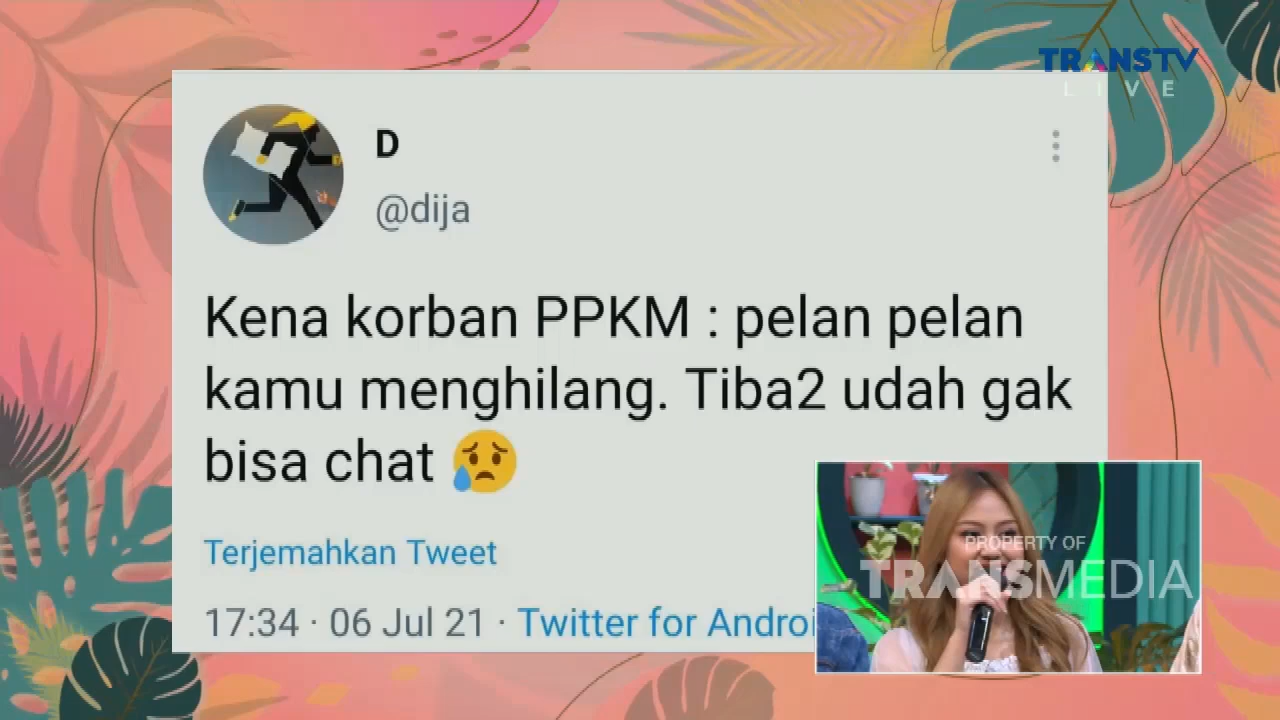 TRANSTV
LIVE
D
@dija
Kena korban PPKM : pelan pelan
kamu menghilang. Tiba2 udah gak
bisa chat 😥
Terjemahkan Tweet
17:34 · 06 Jul 21 · Twitter for Androi
PROPERTY OF
TRANSMEDIA